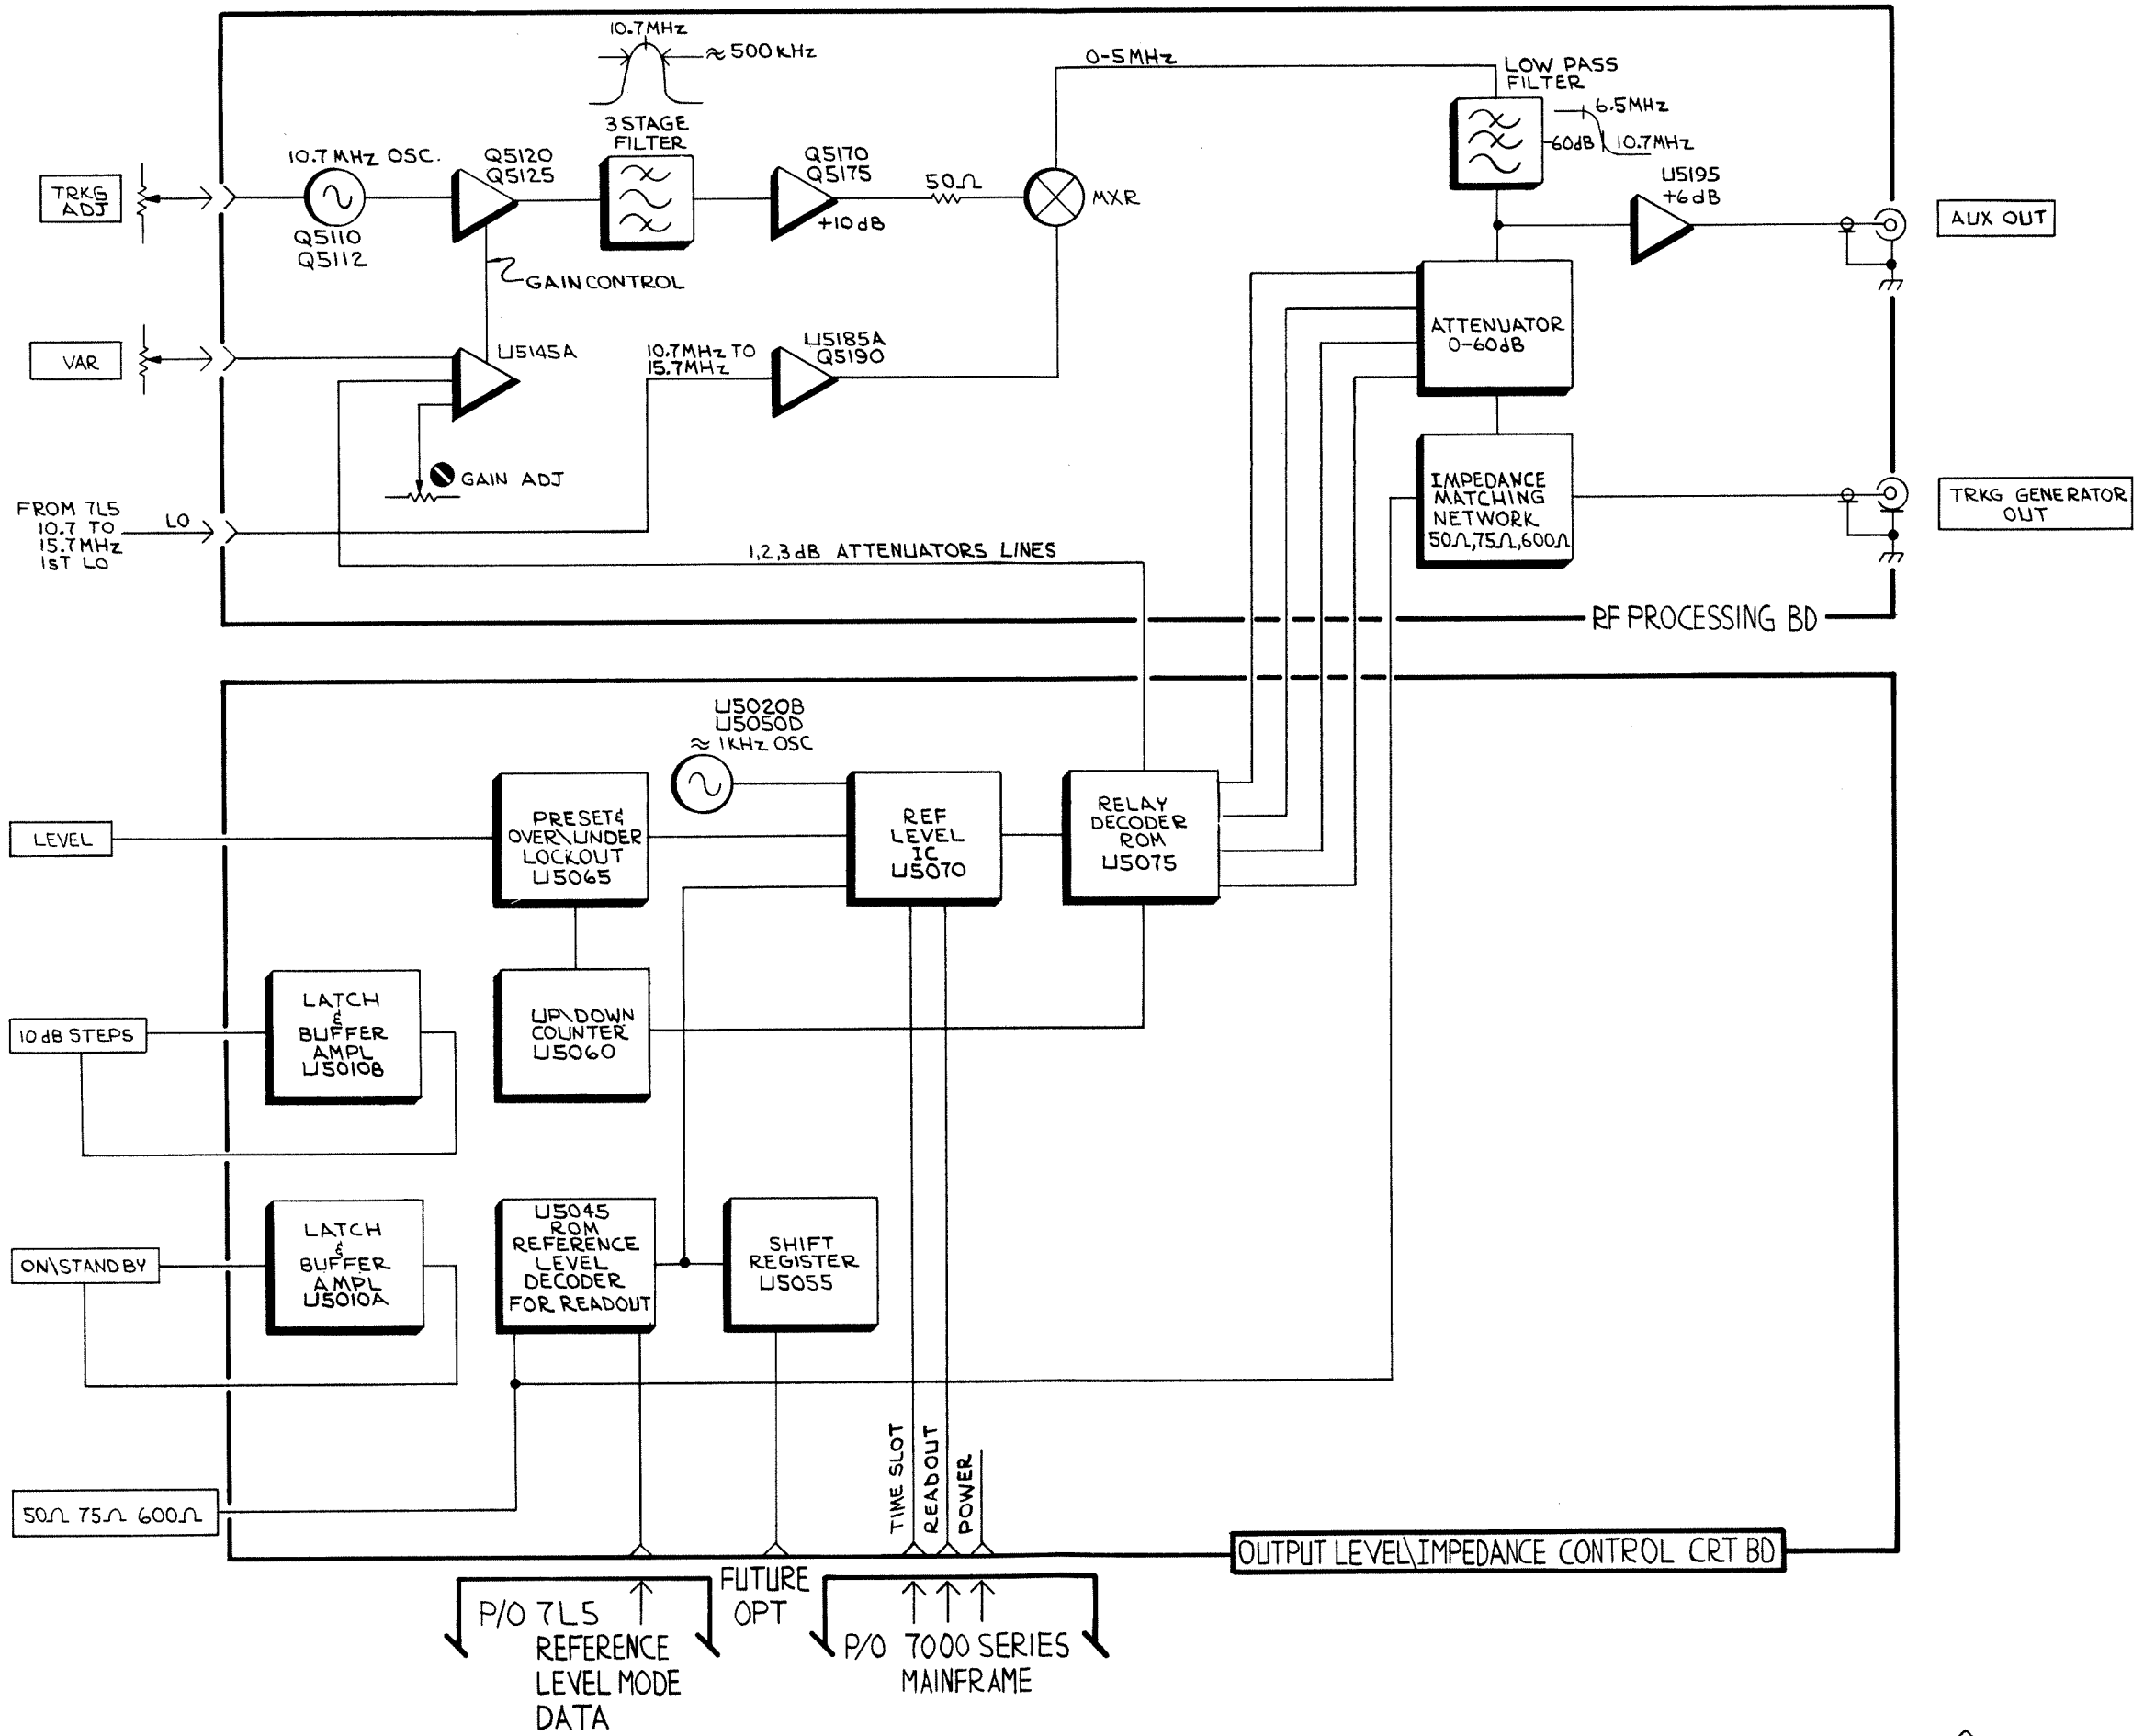 10.7MHz
≈ 500KHz
0-5MHz
LOW PASS
FILTER
6.5MHz
-60dB
10.7MHz
3 STAGE
FILTER
10.7 MHz OSC.
Q5120
Q5125
Q5170
Q5175
+10dB
50Ω
MXR
U5195
+6dB
TRKG
ADJ
Q5110
Q5112
AUX OUT
GAIN CONTROL
ATTENUATOR
0-60dB
VAR
U5145A
10.7MHz TO
15.7MHz
U5185A
Q5190
GAIN ADJ
IMPEDANCE
MATCHING
NETWORK
50Ω,75Ω,600Ω
TRKG GENERATOR
OUT
FROM 7L5
10.7 TO
15.7MHz
1ST LO
LO
1,2,3dB ATTENUATORS LINES
RF PROCESSING BD
U5020B
U5050D
≈ 1KHz OSC
LEVEL
PRESET&
OVER\UNDER
LOCKOUT
U5065
REF
LEVEL
IC
U5070
RELAY
DECODER
ROM
U5075
10dB STEPS
LATCH
&
BUFFER
AMPL
U5010B
UP\DOWN
COUNTER
U5060
ON\STANDBY
LATCH
&
BUFFER
AMPL
U5010A
U5045
ROM
REFERENCE
LEVEL
DECODER
FOR READOUT
SHIFT
REGISTER
U5055
TIME SLOT
READOUT
POWER
50Ω 75Ω 600Ω
OUTPUT LEVEL\IMPEDANCE CONTROL CRT BD
P/O 7L5
REFERENCE
LEVEL MODE
DATA
FUTURE
OPT
P/O 7000 SERIES
MAINFRAME